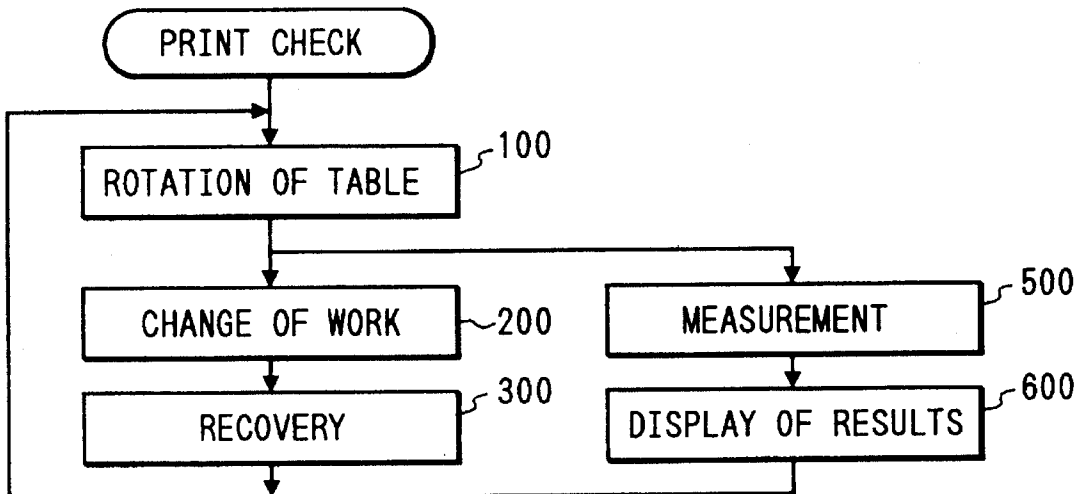 PRINT CHECK
ROTATION OF TABLE
100
CHANGE OF WORK
200
RECOVERY
300
MEASUREMENT
500
DISPLAY OF RESULTS
600